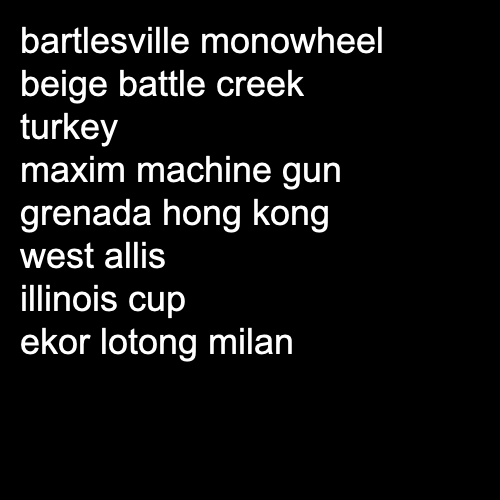 bartlesville monowheel
beige battle creek
turkey
maxim machine gun
grenada hong kong
west allis
illinois cup
ekor lotong milan